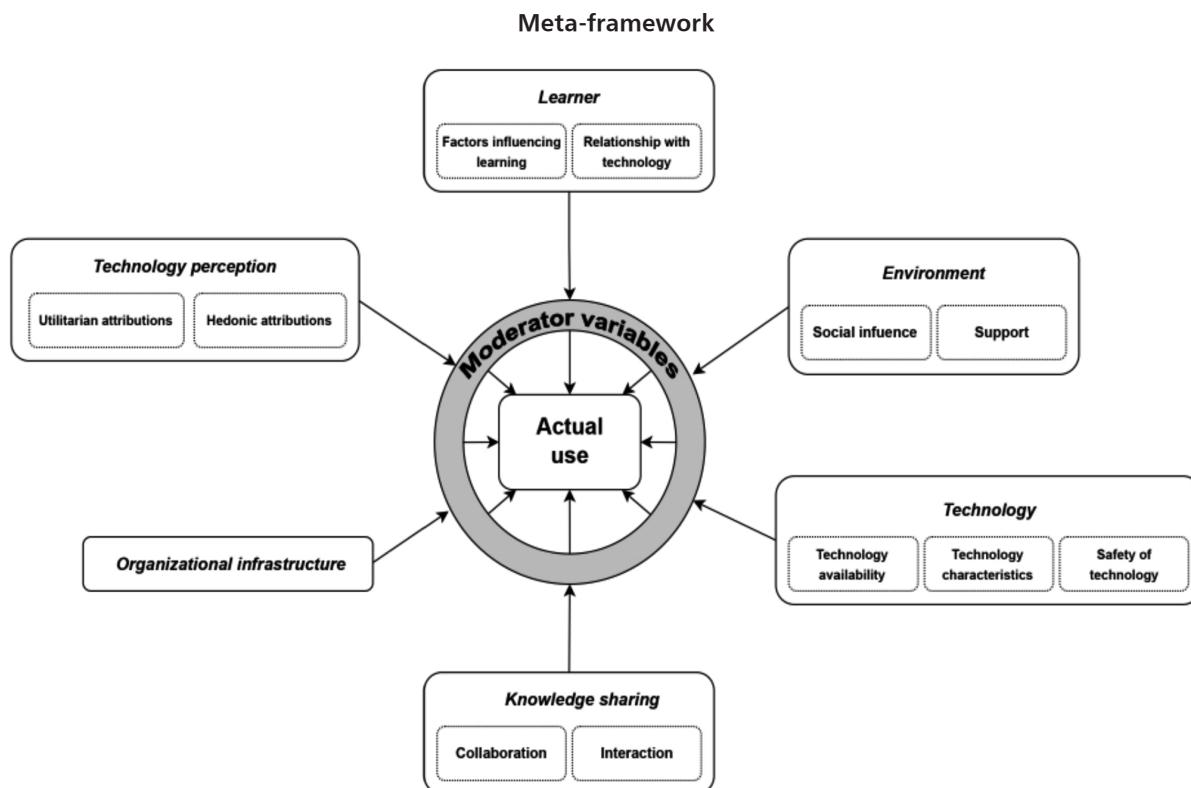 Meta-framework
Learner
Factors influencing
learning
Relationship with
technology
Technology perception
Utilitarian attributions
Hedonic attributions
Environment
Social infuence
Support
Moderator variables
Actual
use
Organizational infrastructure
Technology
Technology
availability
Technology
characteristics
Safety of
technology
Knowledge sharing
Collaboration
Interaction